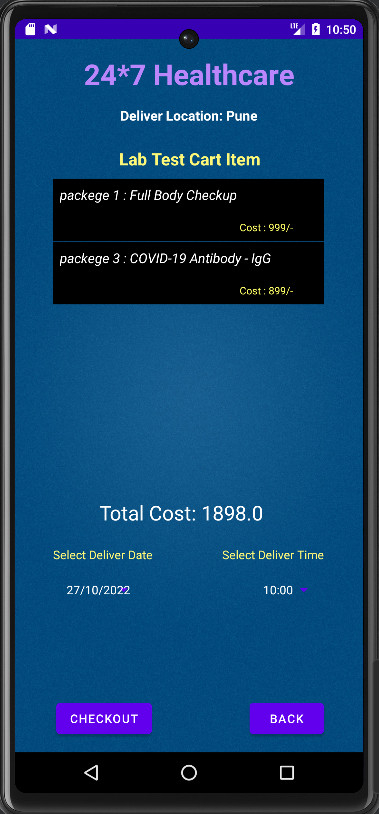 LTE 10:50
24*7 Healthcare
Deliver Location: Pune
Lab Test Cart Item
packege 1 : Full Body Checkup
Cost : 999/-
packege 3 : COVID-19 Antibody - IgG
Cost : 899/-
Total Cost: 1898.0
Select Deliver Date Select Deliver Time
27/10/2022 10:00
CHECKOUT BACK